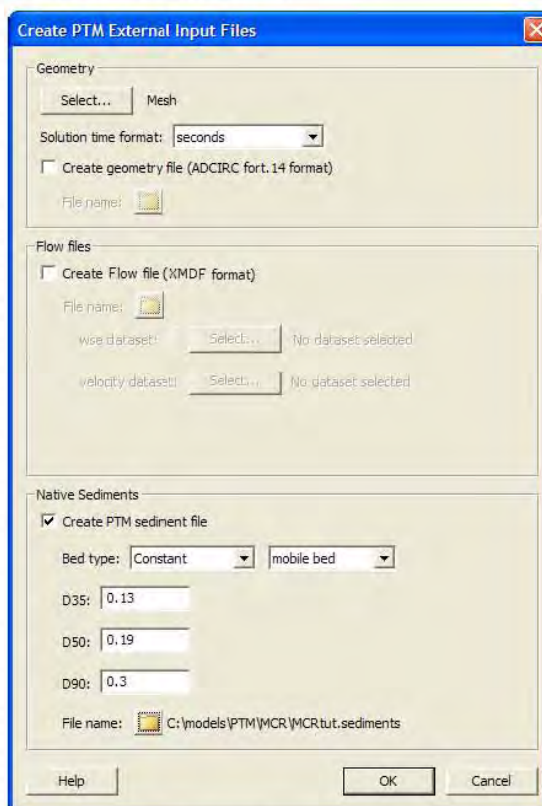 Create PTM External Input Files
Geometry
Select... Mesh
Solution time format: seconds
Create geometry file (ADCIRC fort.14 format)
File name:
Flow files
Create Flow file (XMDF format)
File name:
wse dataset: Select... No dataset selected
velocity dataset: Select... No dataset selected
Native Sediments
Create PTM sediment file
Bed type: Constant mobile bed
D35: 0.13
D50: 0.19
D90: 0.3
File name: C:\models\PTM\MCR\MCRtut.sediments
Help OK Cancel